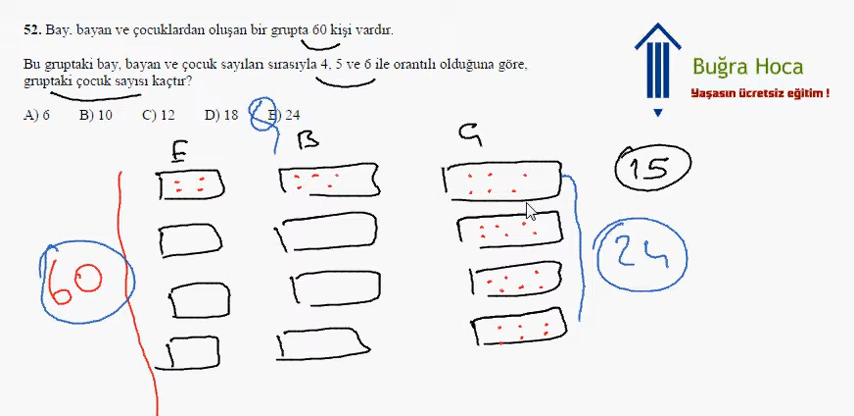 52. Bay. bayan ve çocuklardan oluşan bir grupta 60 kişi vardır.
Bu gruptaki bay, bayan ve çocuk sayıları sırasıyla 4, 5 ve 6 ile orantılı olduğuna göre,
gruptaki çocuk sayısı kaçtır?
A) 6 B) 10 C) 12 D) 18 E) 24
Buğra Hoca
Yaşasın ücretsiz eğitim !
E B Ç
15
24
60